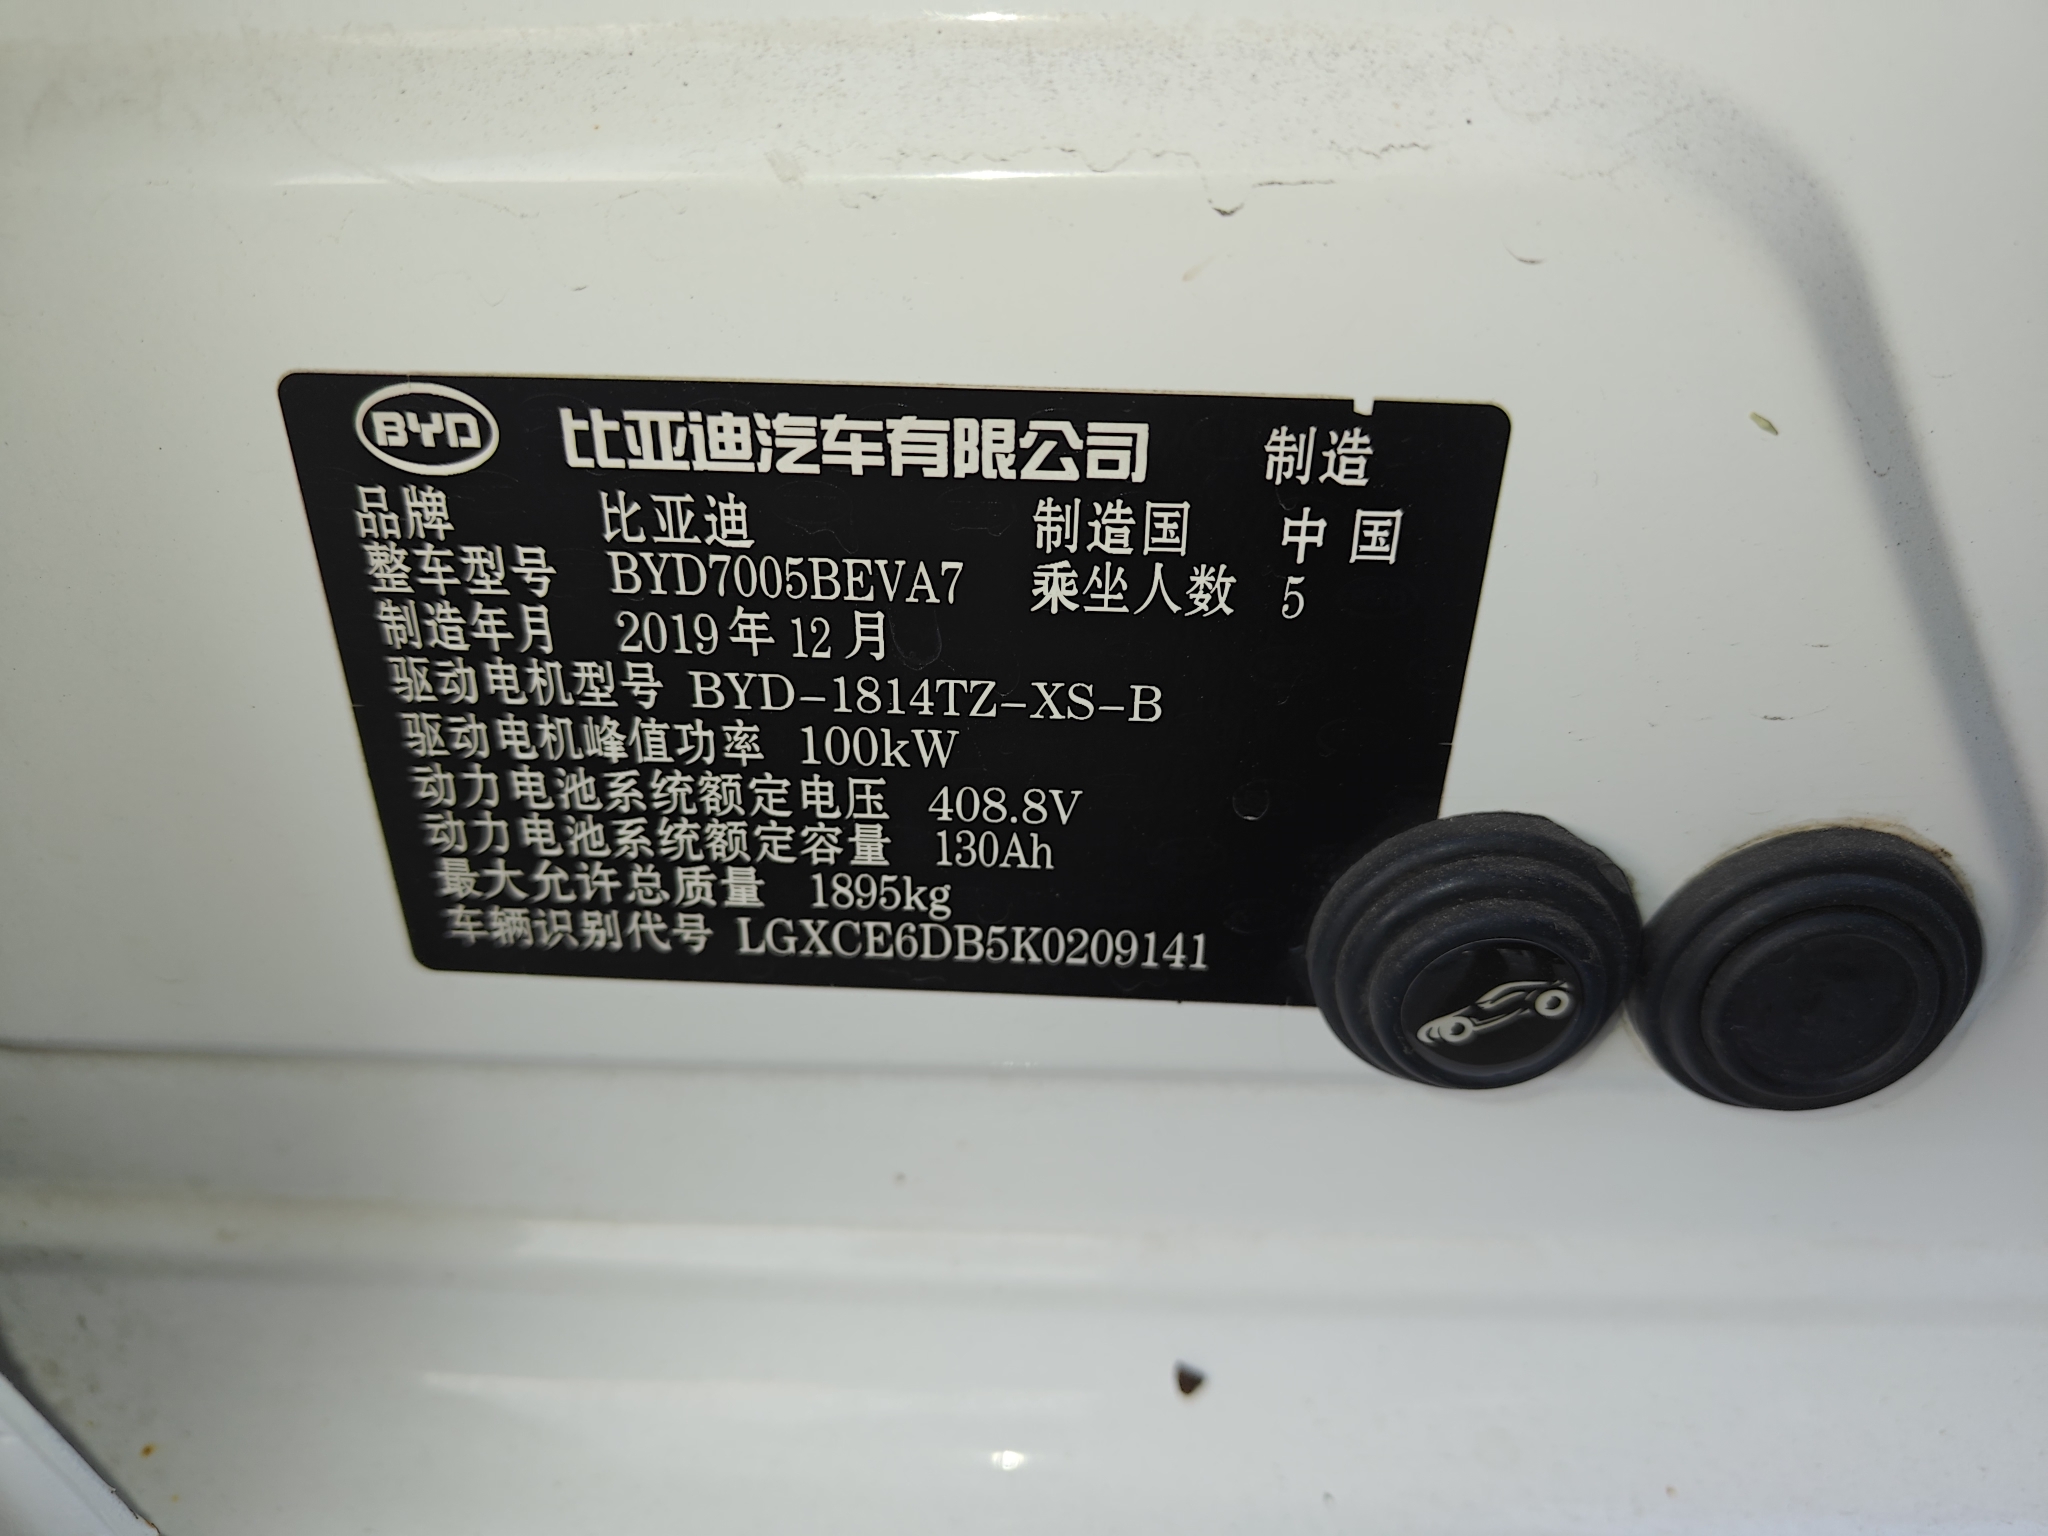 BYD 比亚迪汽车有限公司 制造
品牌 比亚迪 制造国 中国
整车型号 BYD7005BEVA7 乘坐人数 5
制造年月 2019年12月
驱动电机型号 BYD-1814TZ-XS-B
驱动电机峰值功率 100kW
动力电池系统额定电压 408.8V
动力电池系统额定容量 130Ah
最大允许总质量 1895kg
车辆识别代号 LGXCE6DB5K0209141